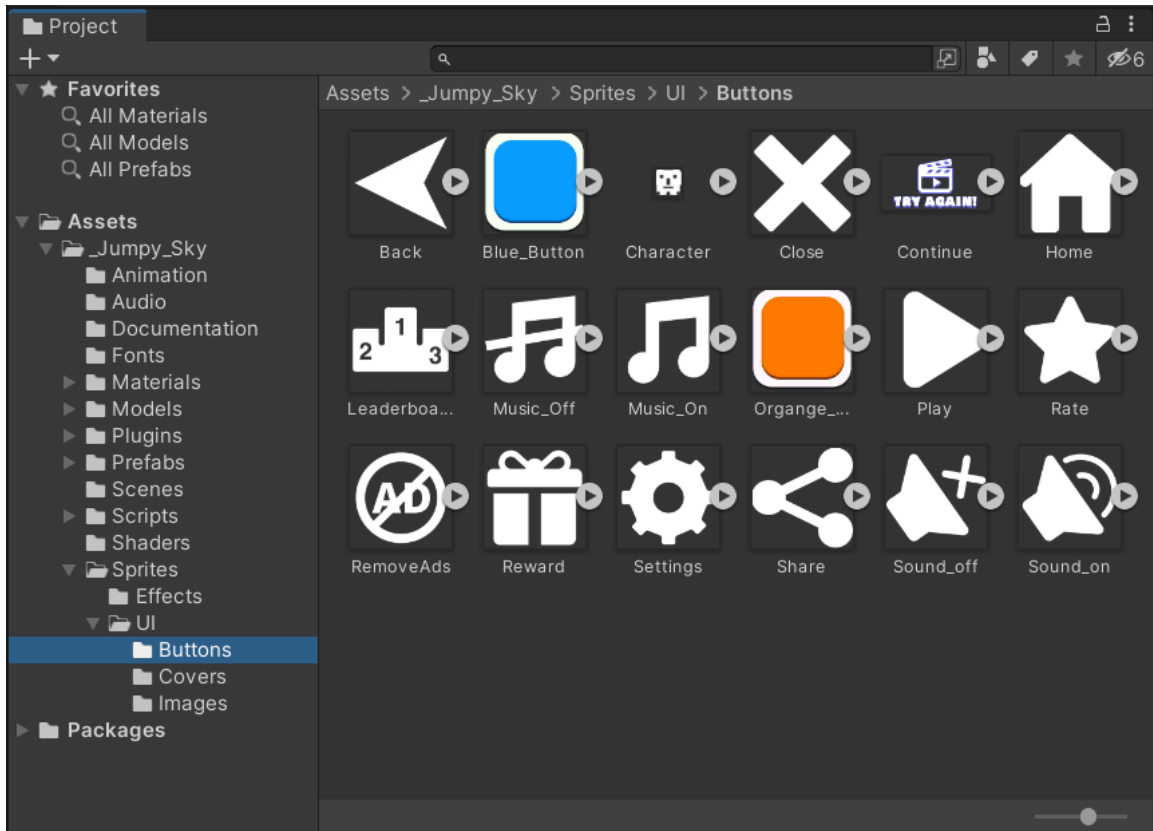 Project
6
Favorites
All Materials
All Models
All Prefabs
Assets
_Jumpy_Sky
Animation
Audio
Documentation
Fonts
Materials
Models
Plugins
Prefabs
Scenes
Scripts
Shaders
Sprites
Effects
UI
Buttons
Covers
Images
Packages
Assets > _Jumpy_Sky > Sprites > UI > Buttons
TRY AGAIN!
Back Blue_Button Character Close Continue Home
1
2 3
Leaderboa... Music_Off Music_On Organge_... Play Rate
AD
RemoveAds Reward Settings Share Sound_off Sound_on